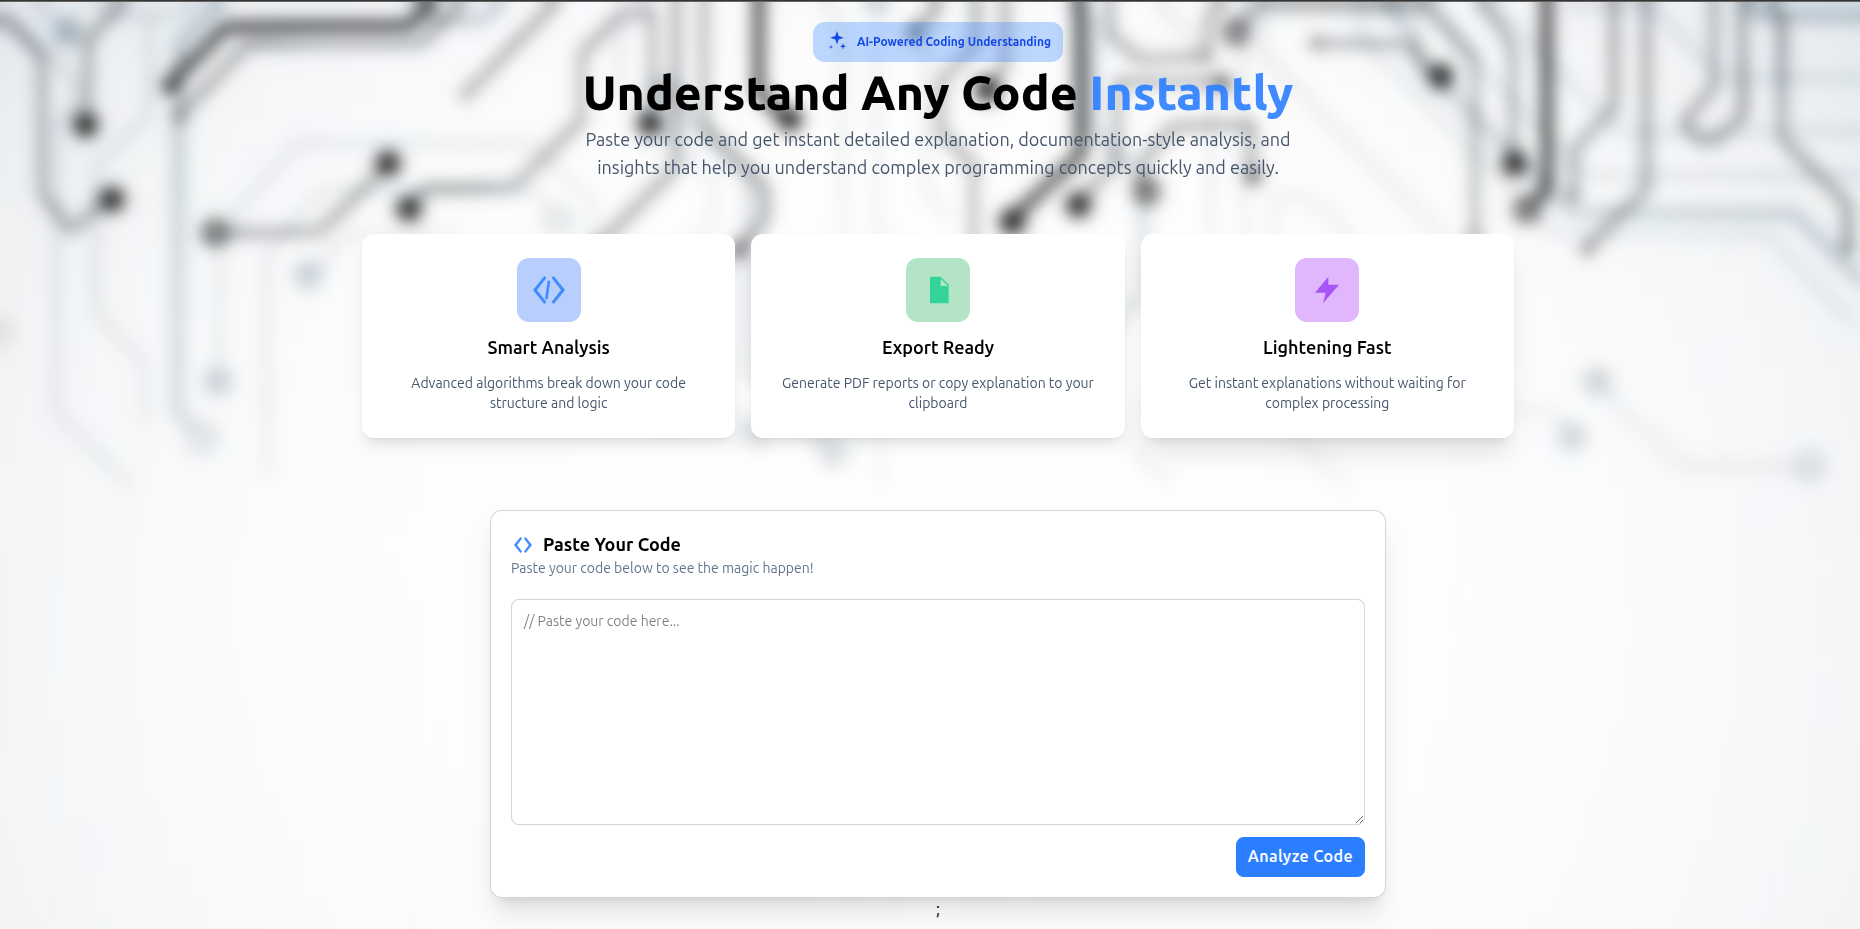 AI-Powered Coding Understanding
Understand Any Code Instantly
Paste your code and get instant detailed explanation, documentation-style analysis, and
insights that help you understand complex programming concepts quickly and easily.
Smart Analysis
Advanced algorithms break down your code
structure and logic
Export Ready
Generate PDF reports or copy explanation to your
clipboard
Lightening Fast
Get instant explanations without waiting for
complex processing
Paste Your Code
Paste your code below to see the magic happen!
// Paste your code here...
Analyze Code
;